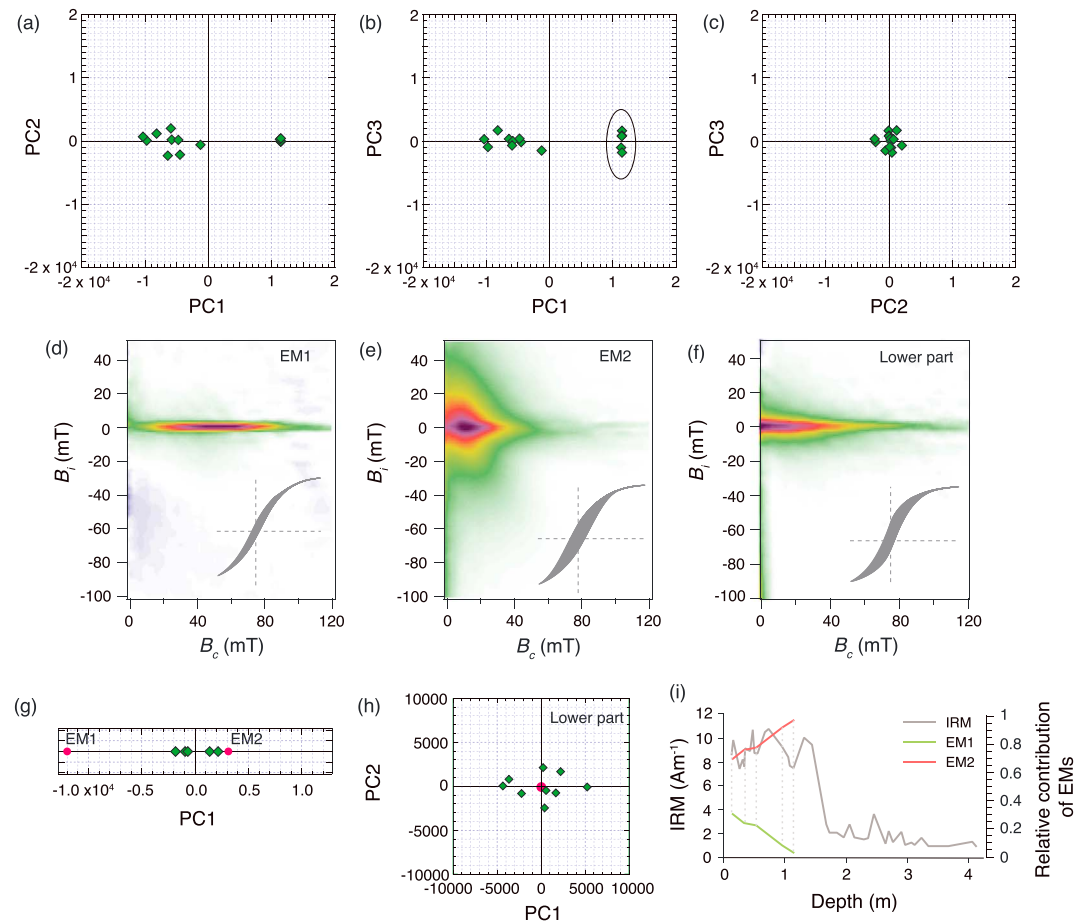 (a)
2
1
0
-1
-2 x 10⁴
PC2
-2 x 10⁴
-1
0
1
2
PC1
(b)
2
1
0
-1
-2 x 10⁴
PC3
-2 x 10⁴
-1
0
1
2
PC1
(c)
2
1
0
-1
-2 x 10⁴
PC3
-2 x 10⁴
-1
0
1
2
PC2
(d)
EM1
40
20
0
-20
-40
-60
-80
-100
Bi (mT)
0
40
80
120
Bc (mT)
(e)
EM2
40
20
0
-20
-40
-60
-80
-100
Bi (mT)
0
40
80
120
Bc (mT)
(f)
Lower part
40
20
0
-20
-40
-60
-80
-100
Bi (mT)
0
40
80
120
Bc (mT)
(g)
EM1
EM2
-1.0 x10⁴
-0.5
0.0
0.5
1.0
PC1
(h)
Lower part
10000
5000
0
-5000
-10000
PC2
-10000
-5000
0
5000
10000
PC1
(i)
12
10
8
6
4
2
0
IRM (Am⁻¹)
IRM
EM1
EM2
1
0.8
0.6
0.4
0.2
0
Relative contribution
of EMs
0
1
2
3
4
Depth (m)